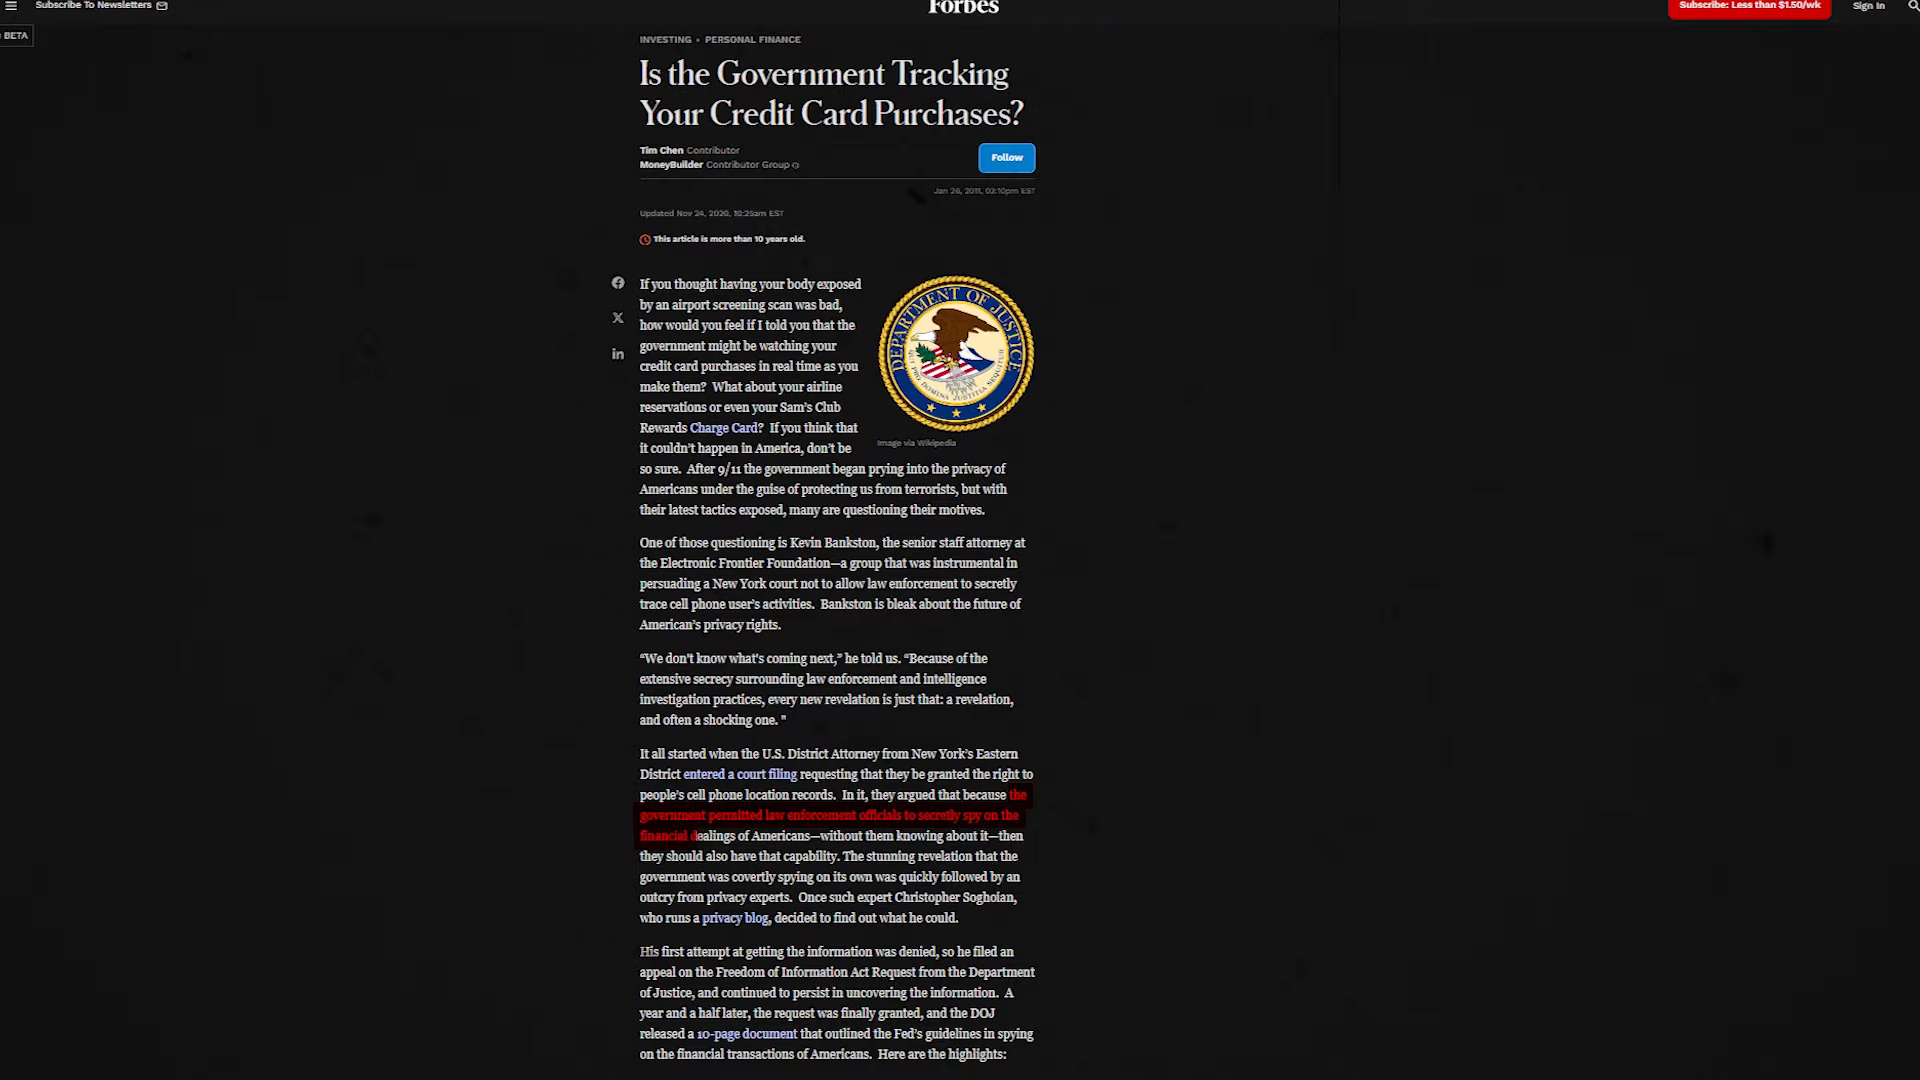 Subscribe To Newsletters
Forbes
Subscribe: Less than $1.50/wk
Sign In
BETA
INVESTING • PERSONAL FINANCE
Is the Government Tracking
Your Credit Card Purchases?
Tim Chen Contributor
MoneyBuilder Contributor Group
Follow
Jan 26, 2011, 03:10pm EST
Updated Nov 24, 2020, 10:25am EST
This article is more than 10 years old.
If you thought having your body exposed
by an airport screening scan was bad,
how would you feel if I told you that the
government might be watching your
credit card purchases in real time as you
make them?  What about your airline
reservations or even your Sam's Club
Rewards Charge Card?  If you think that
it couldn't happen in America, don't be
DEPARTMENT OF JUSTICE
QUI PRO DOMINA JUSTITIA SEQUITUR
Image via Wikipedia
so sure.  After 9/11 the government began prying into the privacy of
Americans under the guise of protecting us from terrorists, but with
their latest tactics exposed, many are questioning their motives.
One of those questioning is Kevin Bankston, the senior staff attorney at
the Electronic Frontier Foundation—a group that was instrumental in
persuading a New York court not to allow law enforcement to secretly
trace cell phone user's activities.  Bankston is bleak about the future of
American's privacy rights.
“We don't know what's coming next,” he told us. “Because of the
extensive secrecy surrounding law enforcement and intelligence
investigation practices, every new revelation is just that: a revelation,
and often a shocking one. "
It all started when the U.S. District Attorney from New York's Eastern
District entered a court filing requesting that they be granted the right to
people's cell phone location records.  In it, they argued that because the
government permitted law enforcement officials to secretly spy on the
financial dealings of Americans—without them knowing about it—then
they should also have that capability. The stunning revelation that the
government was covertly spying on its own was quickly followed by an
outcry from privacy experts.  Once such expert Christopher Soghoian,
who runs a privacy blog, decided to find out what he could.
His first attempt at getting the information was denied, so he filed an
appeal on the Freedom of Information Act Request from the Department
of Justice, and continued to persist in uncovering the information.  A
year and a half later, the request was finally granted, and the DOJ
released a 10-page document that outlined the Fed's guidelines in spying
on the financial transactions of Americans.  Here are the highlights: